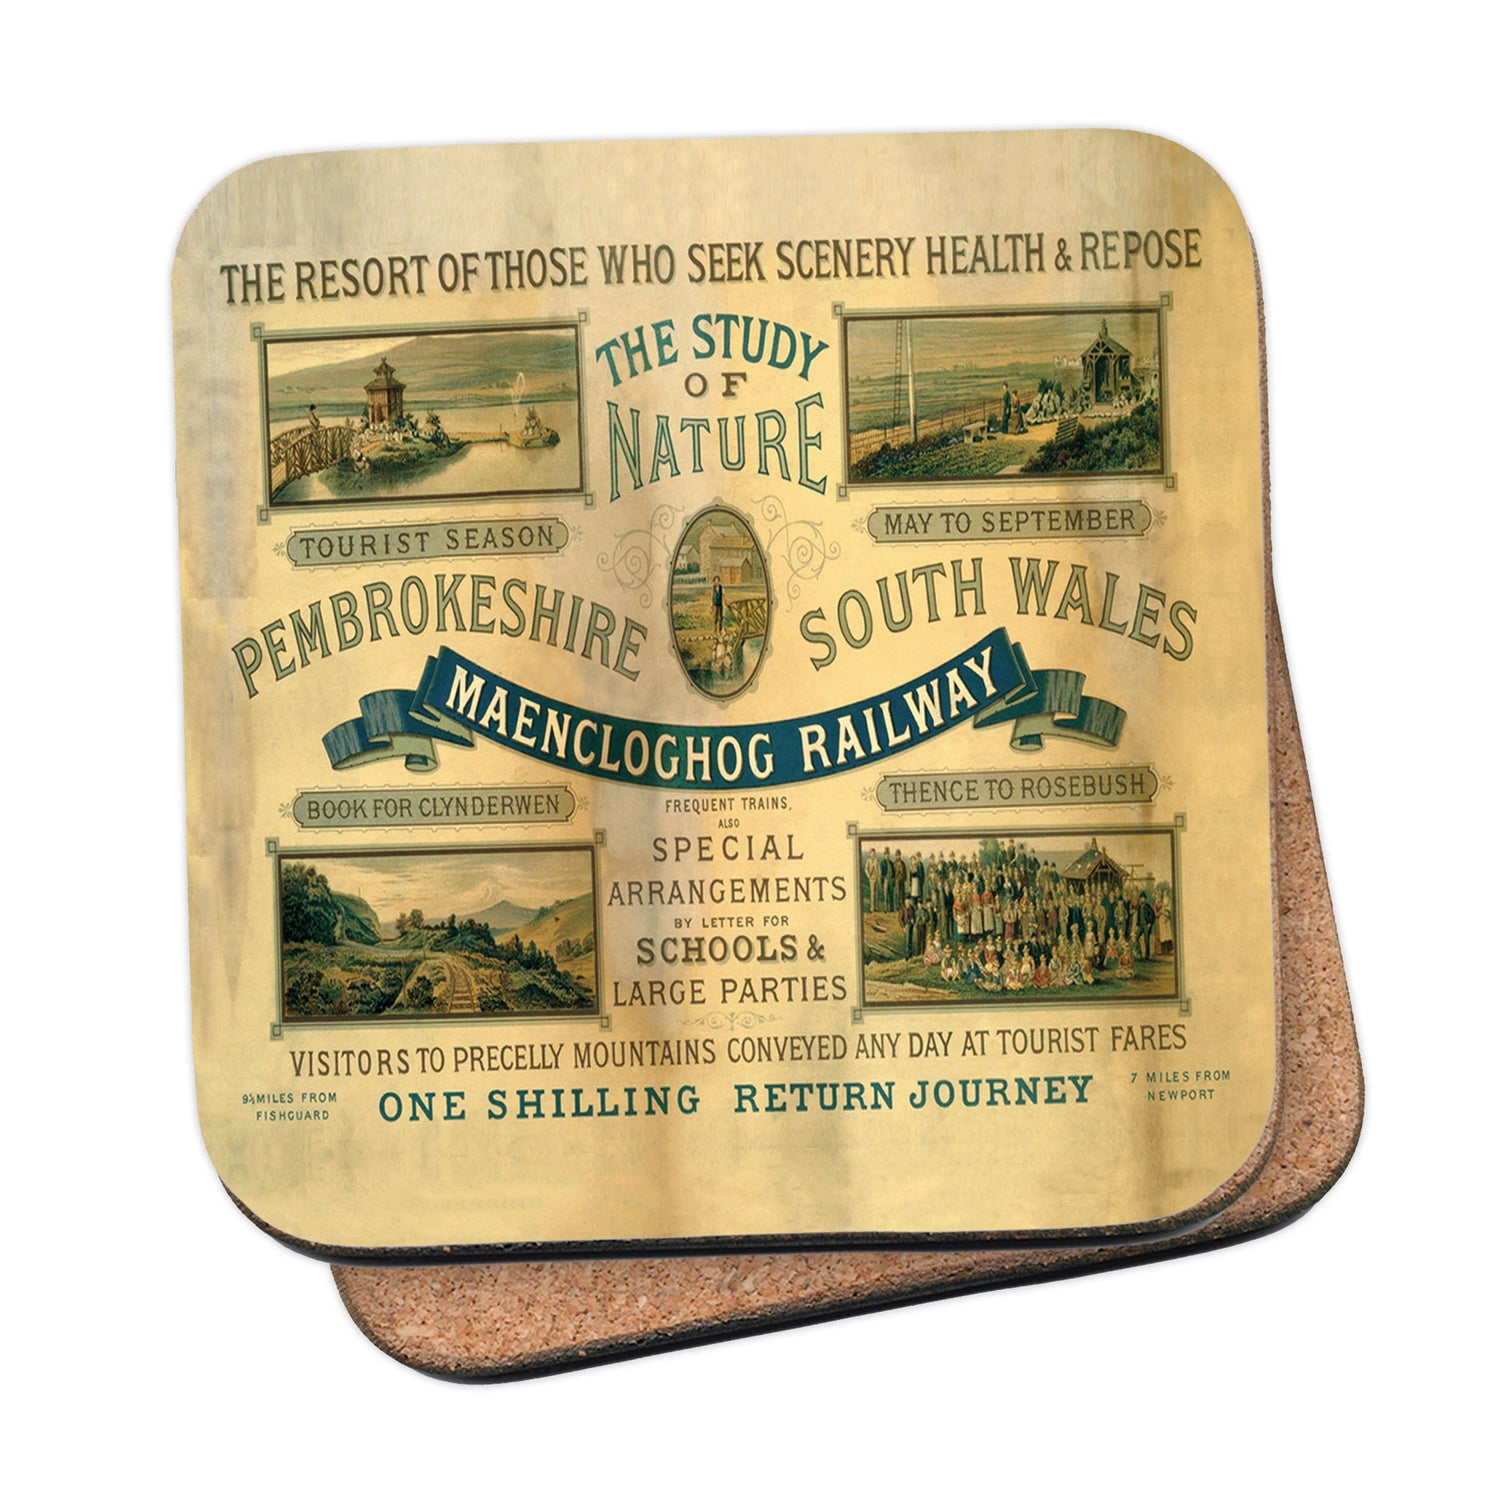 THE RESORT OF THOSE WHO SEEK SCENERY HEALTH & REPOSE
THE STUDY
OF
NATURE
TOURIST SEASON
MAY TO SEPTEMBER
PEMBROKESHIRE
SOUTH WALES
MAENCLOGHOG RAILWAY
BOOK FOR CLYNDERWEN
THENCE TO ROSEBUSH
FREQUENT TRAINS,
ALSO
SPECIAL
ARRANGEMENTS
BY LETTER FOR
SCHOOLS &
LARGE PARTIES
VISITORS TO PRECELLY MOUNTAINS CONVEYED ANY DAY AT TOURIST FARES
MILES FROM
FISHGUARD
ONE SHILLING RETURN JOURNEY
7 MILES FROM
NEWPORT